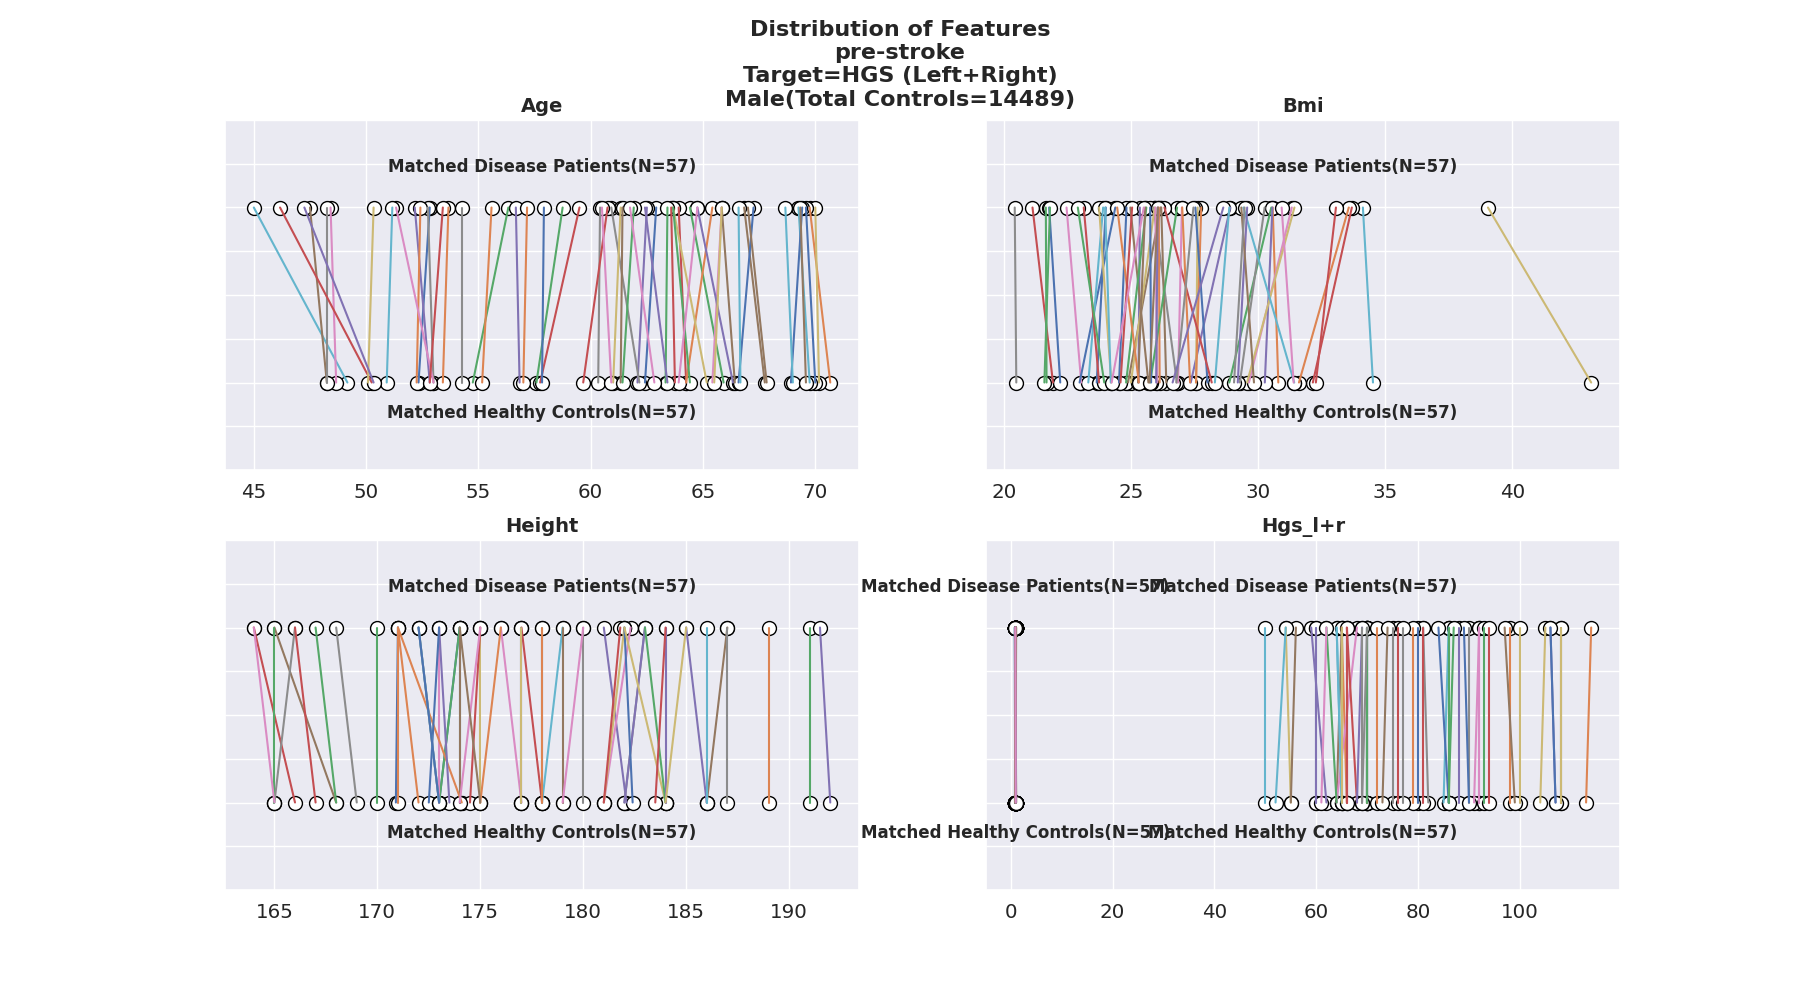 Distribution of Features
pre-stroke
Target=HGS (Left+Right)
Male(Total Controls=14489)
Age
Matched Disease Patients(N=57)
Matched Healthy Controls(N=57)
45 50 55 60 65 70
Bmi
Matched Disease Patients(N=57)
Matched Healthy Controls(N=57)
20 25 30 35 40
Height
Matched Disease Patients(N=57)
Matched Healthy Controls(N=57)
165 170 175 180 185 190
Hgs_l+r
Matched Disease Patients(N=57) Matched Disease Patients(N=57)
Matched Healthy Controls(N=57) Matched Healthy Controls(N=57)
0 20 40 60 80 100